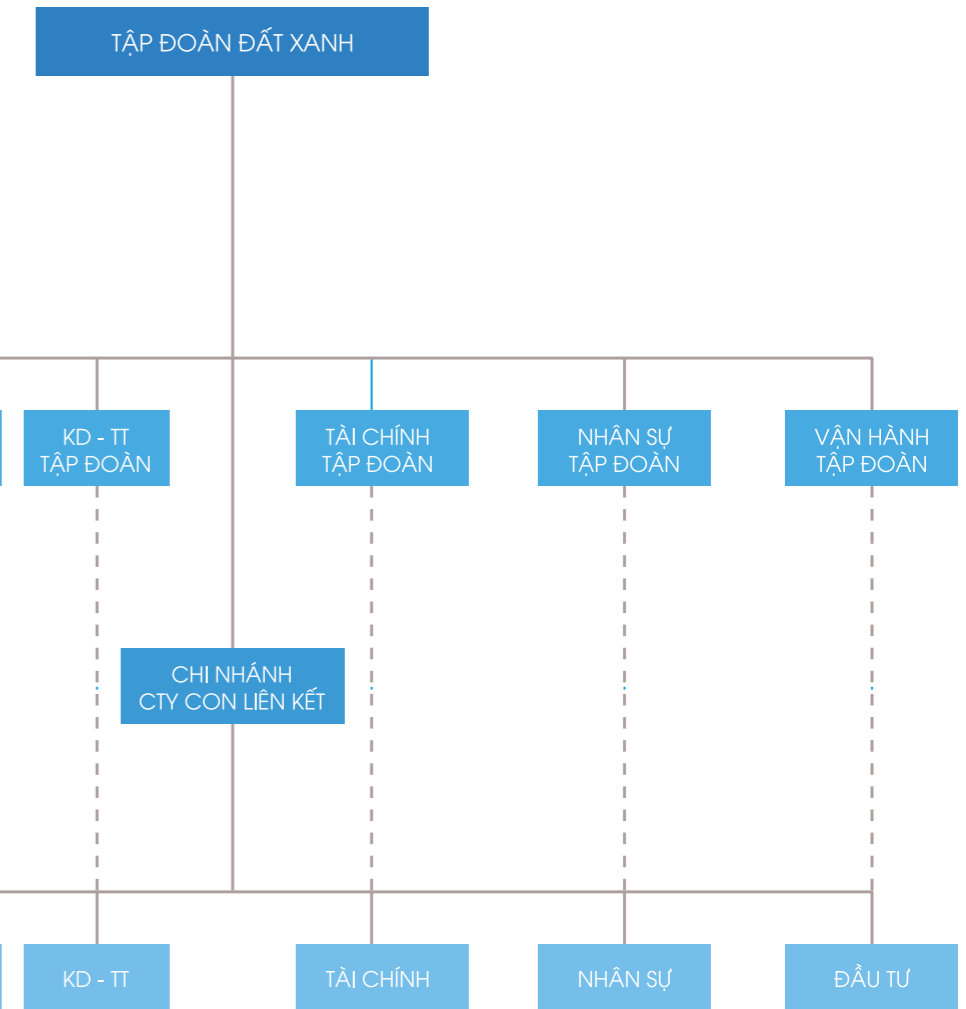 TẬP ĐOÀN ĐẤT XANH
KD - TT
TẬP ĐOÀN
TÀI CHÍNH
TẬP ĐOÀN
NHÂN SỰ
TẬP ĐOÀN
VẬN HÀNH
TẬP ĐOÀN
CHI NHÁNH
CTY CON LIÊN KẾT
KD - TT
TÀI CHÍNH
NHÂN SỰ
ĐẦU TƯ